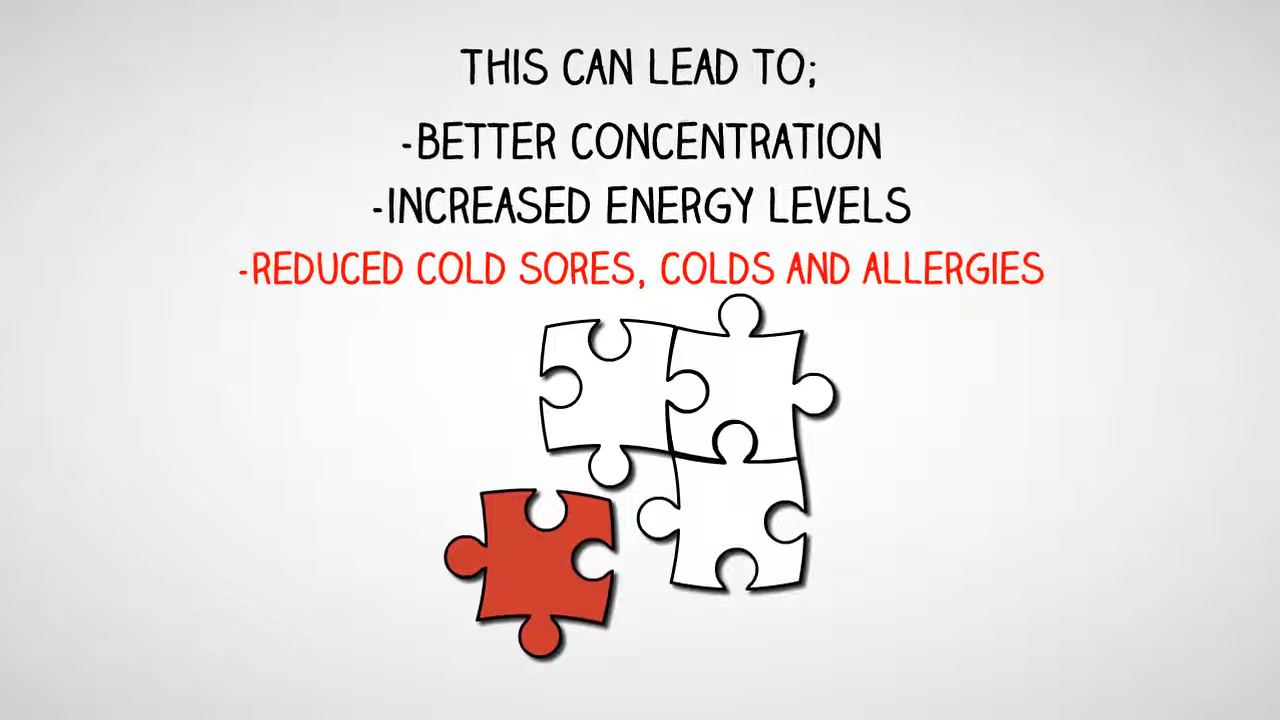 THIS CAN LEAD TO;
-BETTER CONCENTRATION
-INCREASED ENERGY LEVELS
-REDUCED COLD SORES, COLDS AND ALLERGIES